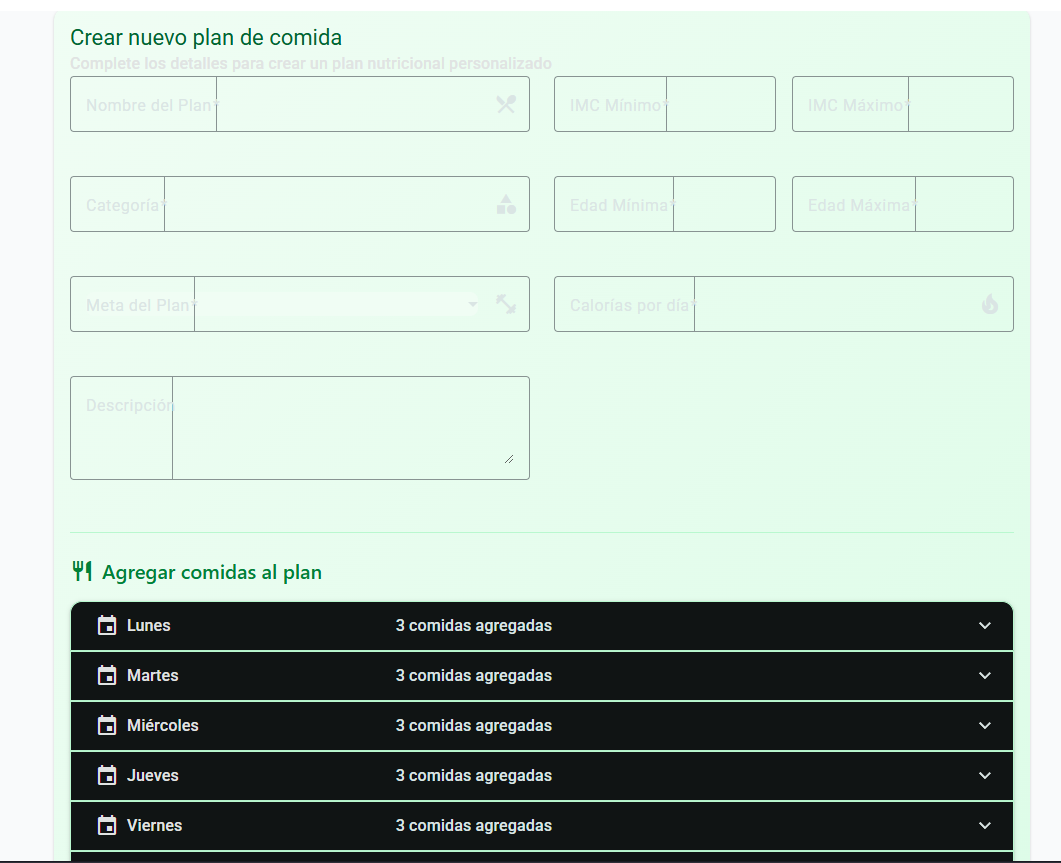 Crear nuevo plan de comida
Complete los detalles para crear un plan nutricional personalizado
Nombre del Plan*
IMC Mínimo*
IMC Máximo*
Categoría*
Edad Mínima*
Edad Máxima*
Meta del Plan*
Calorías por día*
Descripción
Agregar comidas al plan
Lunes 3 comidas agregadas
Martes 3 comidas agregadas
Miércoles 3 comidas agregadas
Jueves 3 comidas agregadas
Viernes 3 comidas agregadas